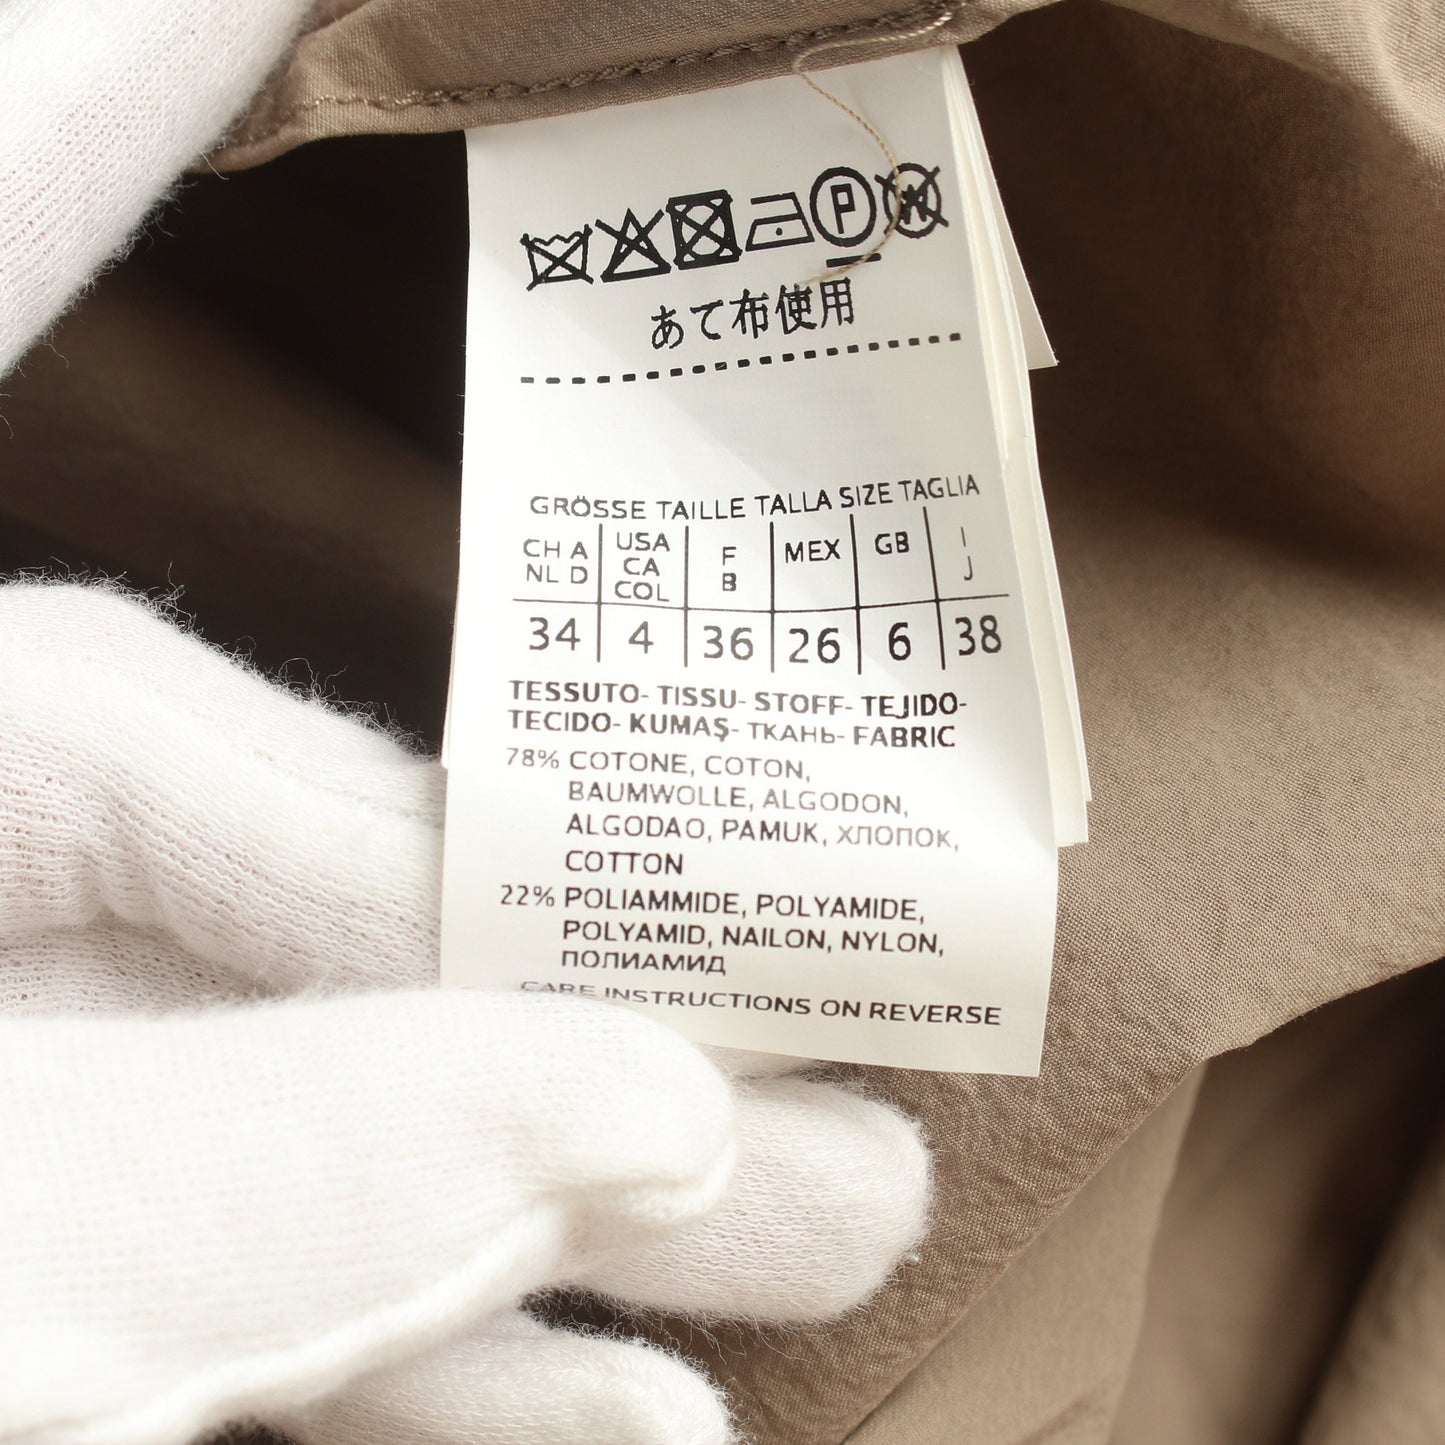 P W
あて布使用
GRÖSSE TAILLE TALLA SIZE TAGLIA
CH A NL D USA CA COL F B MEX GB I J
34 4 36 26 6 38
TESSUTO- TISSU- STOFF- TEJIDO-
TECIDO- KUMAŞ- ТКАНЬ- FABRIC
78% COTONE, COTON,
BAUMWOLLE, ALGODON,
ALGODAO, PAMUK, ХЛОПОК,
COTTON
22% POLIAMMIDE, POLYAMIDE,
POLYAMID, NAILON, NYLON,
ПОЛИАМИД
CARE INSTRUCTIONS ON REVERSE